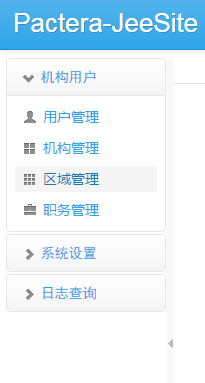 Pactera-JeeSite
机构用户
用户管理
机构管理
区域管理
职务管理
系统设置
日志查询